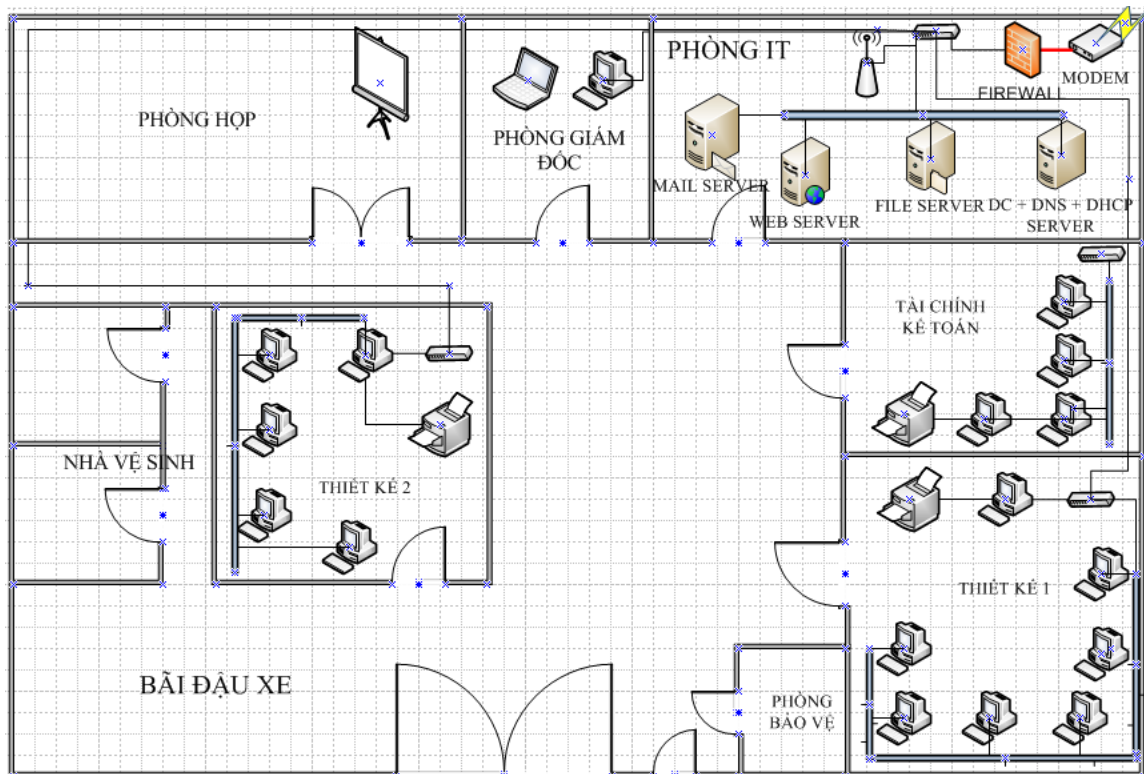 PHÒNG HỌP
PHÒNG GIÁM
ĐỐC
PHÒNG IT
FIREWALL
MODEM
MAIL SERVER
WEB SERVER
FILE SERVER
DC + DNS + DHCP
SERVER
TÀI CHÍNH
KẾ TOÁN
NHÀ VỆ SINH
THIẾT KẾ 2
THIẾT KẾ 1
BÃI ĐẬU XE
PHÒNG
BẢO VỆ